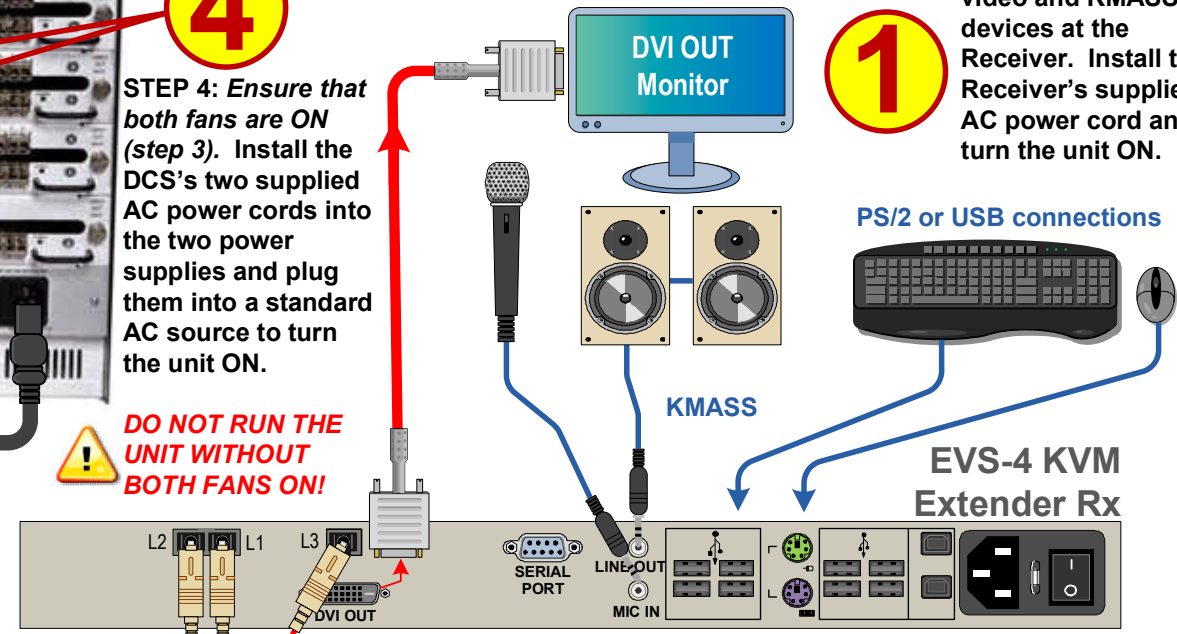 4
STEP 4: Ensure that
both fans are ON
(step 3). Install the
DCS's two supplied
AC power cords into
the two power
supplies and plug
them into a standard
AC source to turn
the unit ON.
DO NOT RUN THE
UNIT WITHOUT
BOTH FANS ON!
DVI OUT
Monitor
1
video and KMASS
devices at the
Receiver. Install
Receiver's
AC power cord
turn the unit ON.
PS/2 or USB connections
KMASS
EVS-4 KVM
Extender Rx
L2
L1
L3
DVI OUT
SERIAL
PORT
LINE OUT
MIC IN